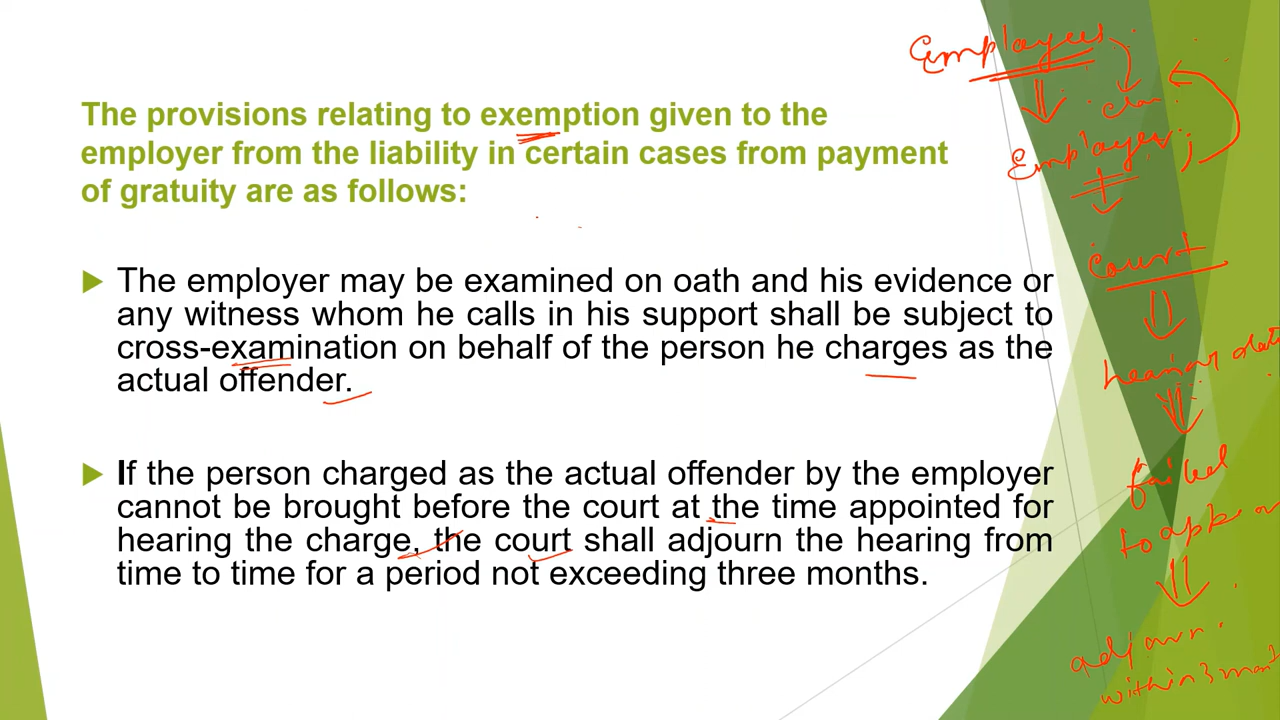 The provisions relating to exemption given to the
employer from the liability in certain cases from payment
of gratuity are as follows:
The employer may be examined on oath and his evidence or
any witness whom he calls in his support shall be subject to
cross-examination on behalf of the person he charges as the
actual offender.
If the person charged as the actual offender by the employer
cannot be brought before the court at the time appointed for
hearing the charge, the court shall adjourn the hearing from
time to time for a period not exceeding three months.
Employees
Employer
court
hearing
failed
to appear
adjourn
within 3 mont